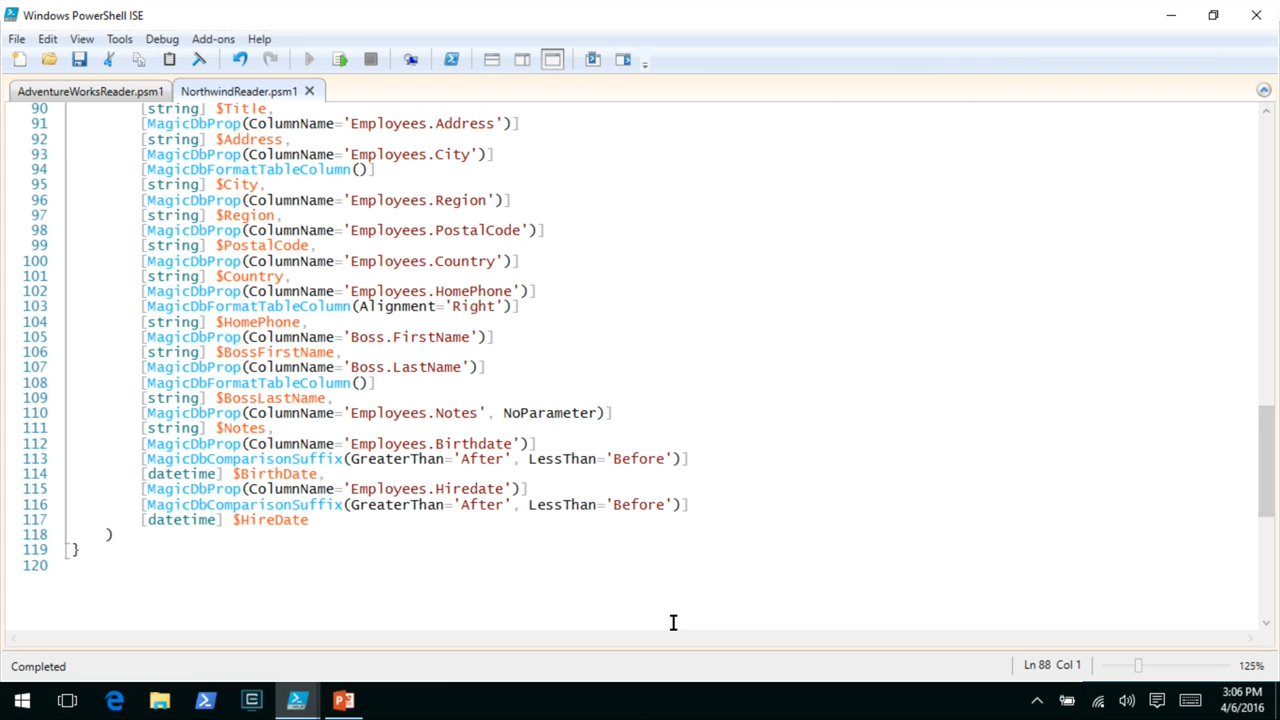 Windows PowerShell ISE
File Edit View Tools Debug Add-ons Help
AdventureWorksReader.psm1 NorthwindReader.psm1
90 [string] $Title,
91 [MagicDbProp(ColumnName='Employees.Address')]
92 [string] $Address,
93 [MagicDbProp(ColumnName='Employees.City')]
94 [MagicDbFormatTableColumn()]
95 [string] $City,
96 [MagicDbProp(ColumnName='Employees.Region')]
97 [string] $Region,
98 [MagicDbProp(ColumnName='Employees.PostalCode')]
99 [string] $PostalCode,
100 [MagicDbProp(ColumnName='Employees.Country')]
101 [string] $Country,
102 [MagicDbProp(ColumnName='Employees.HomePhone')]
103 [MagicDbFormatTableColumn(Alignment='Right')]
104 [string] $HomePhone,
105 [MagicDbProp(ColumnName='Boss.FirstName')]
106 [string] $BossFirstName,
107 [MagicDbProp(ColumnName='Boss.LastName')]
108 [MagicDbFormatTableColumn()]
109 [string] $BossLastName,
110 [MagicDbProp(ColumnName='Employees.Notes', NoParameter)]
111 [string] $Notes,
112 [MagicDbProp(ColumnName='Employees.Birthdate')]
113 [MagicDbComparisonSuffix(GreaterThan='After', LessThan='Before')]
114 [datetime] $BirthDate,
115 [MagicDbProp(ColumnName='Employees.Hiredate')]
116 [MagicDbComparisonSuffix(GreaterThan='After', LessThan='Before')]
117 [datetime] $HireDate
118 )
119 }
120
Completed Ln 88 Col 1 125%
3:06 PM
4/6/2016